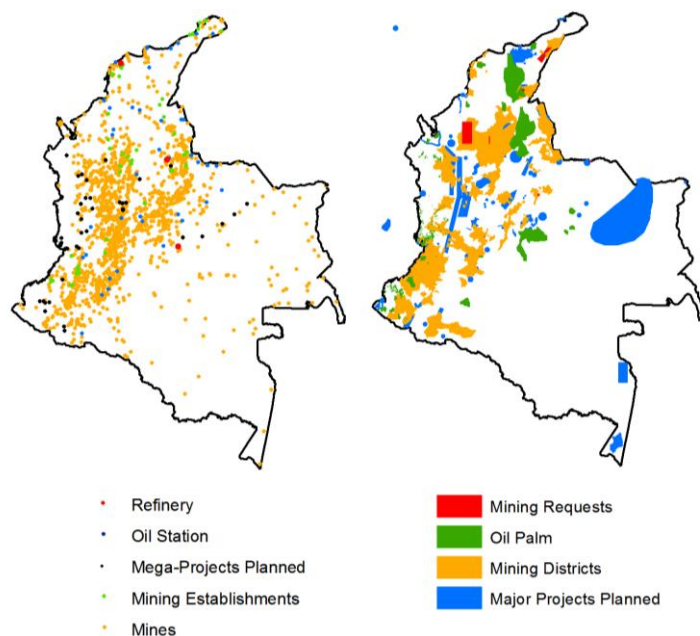 Refinery
Oil Station
Mega-Projects Planned
Mining Establishments
Mines
Mining Requests
Oil Palm
Mining Districts
Major Projects Planned